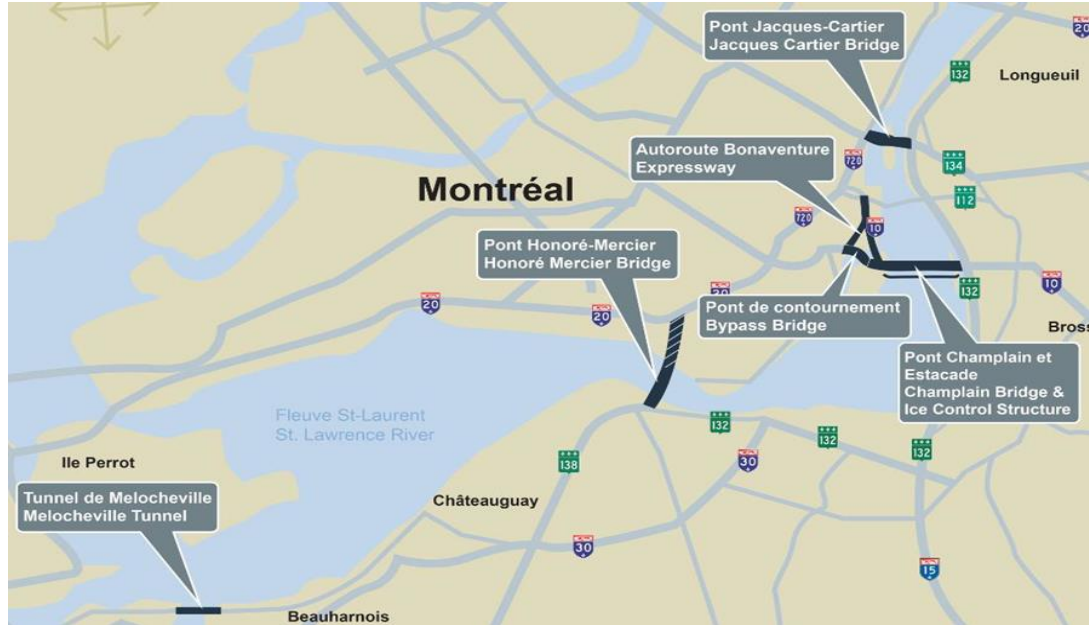 Pont Jacques-Cartier
Jacques Cartier Bridge
20
132
Longueuil
Autoroute Bonaventure
Expressway
720
134
112
Montréal
720
10
Pont Honoré-Mercier
Honoré Mercier Bridge
20
20
20
132
10
Pont de contournement
Bypass Bridge
Bross
Pont Champlain et
Estacade
Champlain Bridge &
Ice Control Structure
Fleuve St-Laurent
St. Lawrence River
132
132
132
Ile Perrot
138
30
Tunnel de Melocheville
Melocheville Tunnel
Châteauguay
30
15
Beauharnois